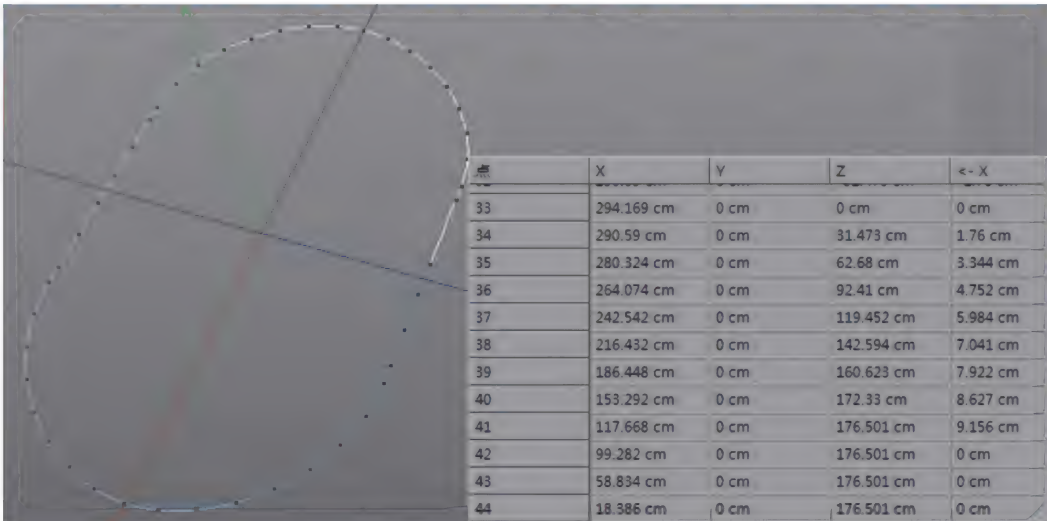 X Y Z <- X
33 294.169 cm 0 cm 0 cm 0 cm
34 290.59 cm 0 cm 31.473 cm 1.76 cm
35 280.324 cm 0 cm 62.68 cm 3.344 cm
36 264.074 cm 0 cm 92.41 cm 4.752 cm
37 242.542 cm 0 cm 119.452 cm 5.984 cm
38 216.432 cm 0 cm 142.594 cm 7.041 cm
39 186.448 cm 0 cm 160.623 cm 7.922 cm
40 153.292 cm 0 cm 172.33 cm 8.627 cm
41 117.668 cm 0 cm 176.501 cm 9.156 cm
42 99.282 cm 0 cm 176.501 cm 0 cm
43 58.834 cm 0 cm 176.501 cm 0 cm
44 18.386 cm 0 cm 176.501 cm 0 cm